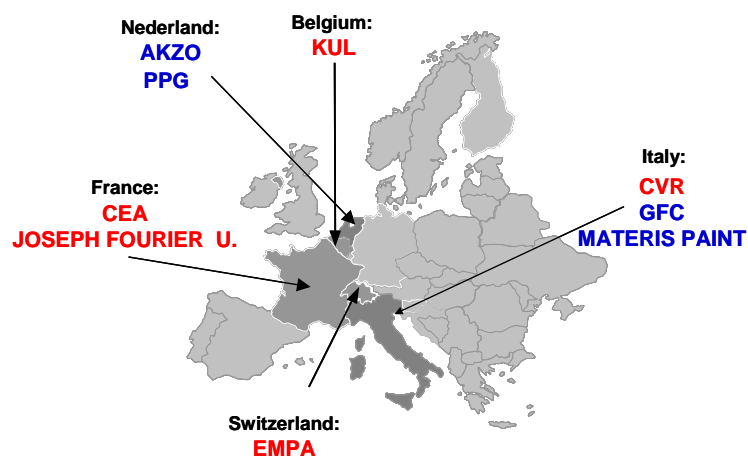 Nederland:
AKZO
PPG
Belgium:
KUL
Italy:
CVR
GFC
MATERIS PAINT
France:
CEA
JOSEPH FOURIER U.
Switzerland:
EMPA